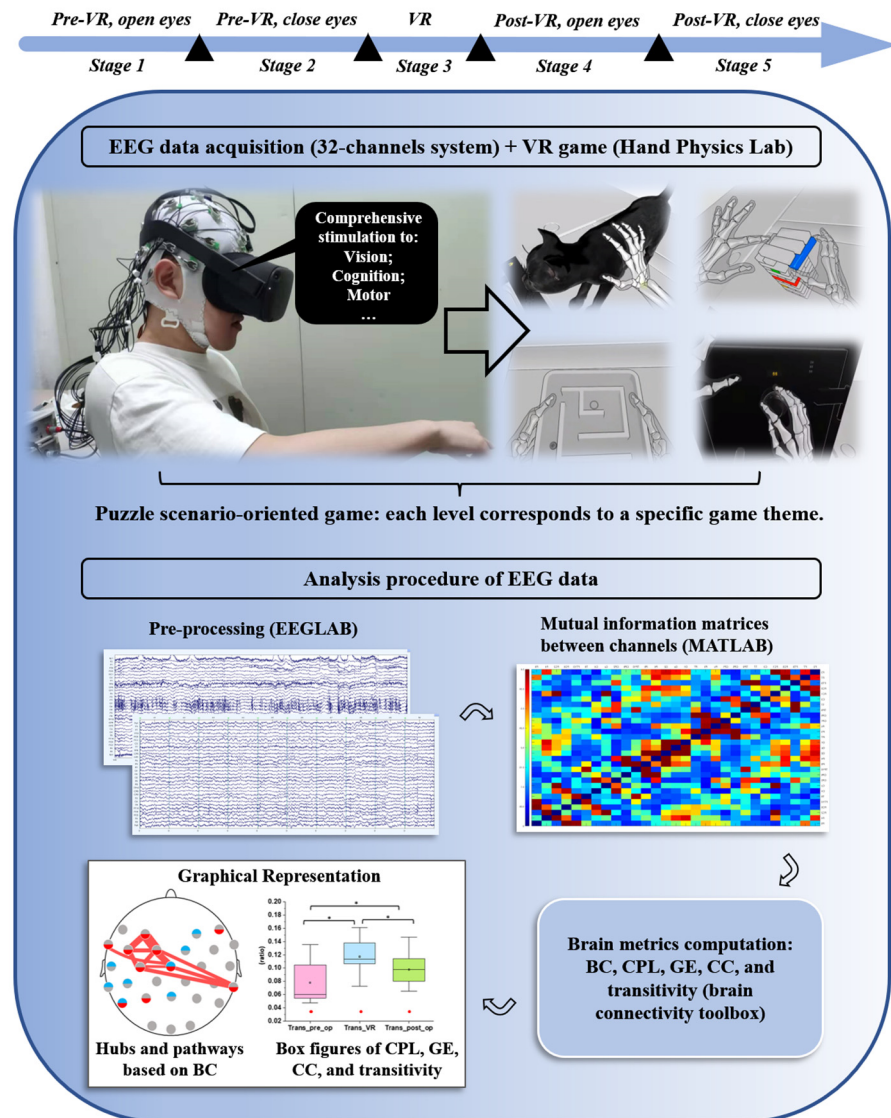 Pre-VR, open eyes
Pre-VR, close eyes
VR
Post-VR, open eyes
Post-VR, close eyes
Stage 1
Stage 2
Stage 3
Stage 4
Stage 5
EEG data acquisition (32-channels system) + VR game (Hand Physics Lab)
Comprehensive
stimulation to:
Vision;
Cognition;
Motor
…
Puzzle scenario-oriented game: each level corresponds to a specific game theme.
Analysis procedure of EEG data
Pre-processing (EEGLAB)
Mutual information matrices
between channels (MATLAB)
Graphical Representation
0.20
0.18
0.16
0.14
0.12
0.10
0.08
0.06
0.04
0.02
(ratio)
*
*
*
Trans_pre_op
Trans_VR
Trans_post_op
Hubs and pathways
based on BC
Box figures of CPL, GE,
CC, and transitivity
Brain metrics computation:
BC, CPL, GE, CC, and
transitivity (brain
connectivity toolbox)